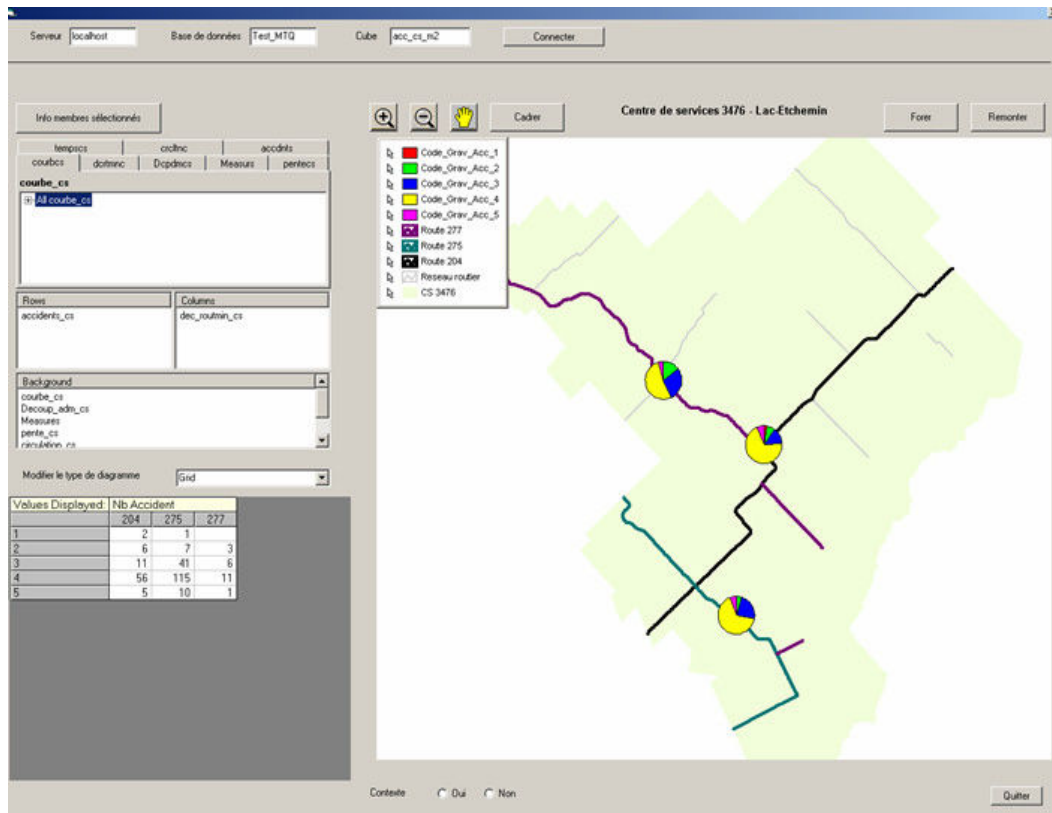 Serveur localhost Base de données Test_MTQ Cube acc_cs_m2 Connecter
Info membres sélectionnés
Cadrer Centre de services 3476 - Lac-Etchemin Forer Remonter
tempscs circltnc accdnts
courbcs dcrtmnc Dcpdmcs Measurs pentecs
courbe_cs
All courbe_cs
Rows Columns
accidents_cs dec_routmin_cs
Background
courbe_cs
Decoup_adm_cs
Measures
pente_cs
circulation_cs
Modifier le type de diagramme Grid
Values Displayed: Nb Accident
204 275 277
1 2 1
2 6 7 3
3 11 41 6
4 56 115 11
5 5 10 1
Code_Grav_Acc_1
Code_Grav_Acc_2
Code_Grav_Acc_3
Code_Grav_Acc_4
Code_Grav_Acc_5
Route 277
Route 275
Route 204
Reseau routier
CS 3476
Contexte Oui Non Quitter